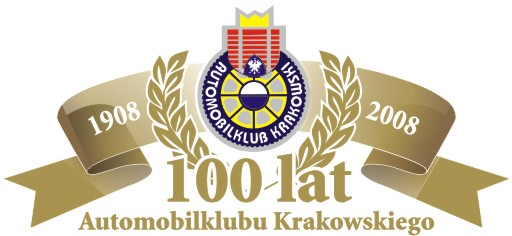 AUTOMOBILKLUB KRAKOWSKI
1908
2008
100 lat
Automobilklubu Krakowskiego